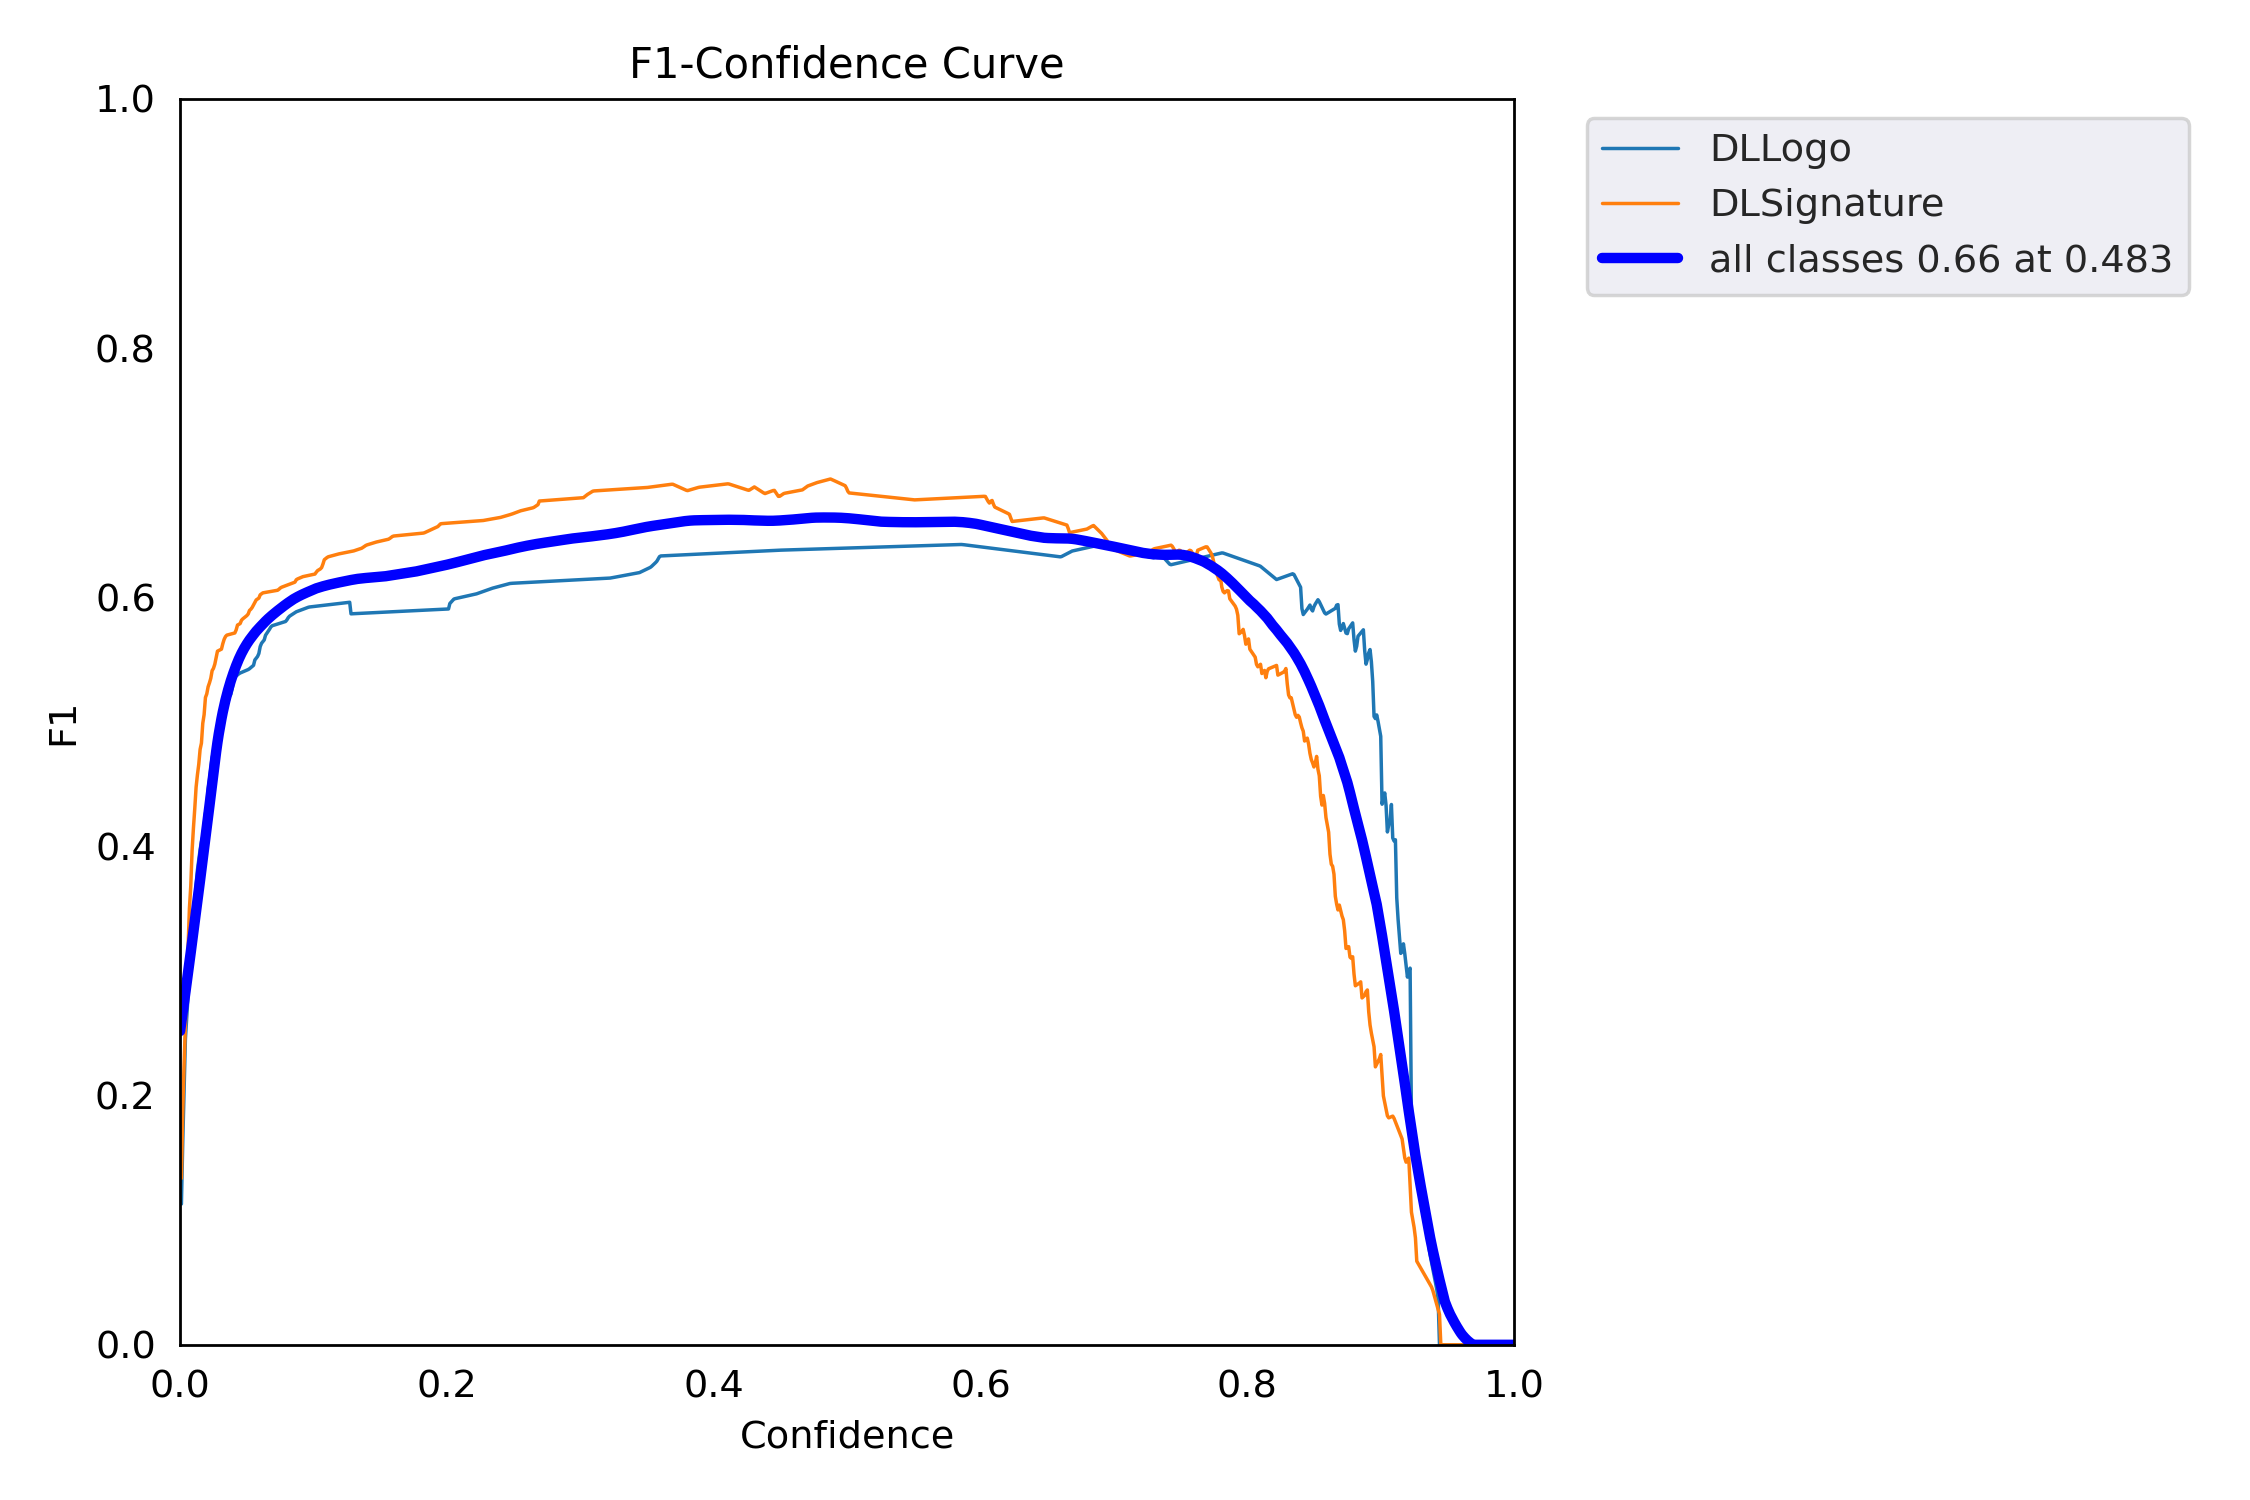 F1-Confidence Curve
1.0
0.8
0.6
0.4
0.2
0.0
F1
0.0 0.2 0.4 0.6 0.8 1.0
Confidence
DLLogo
DLSignature
all classes 0.66 at 0.483